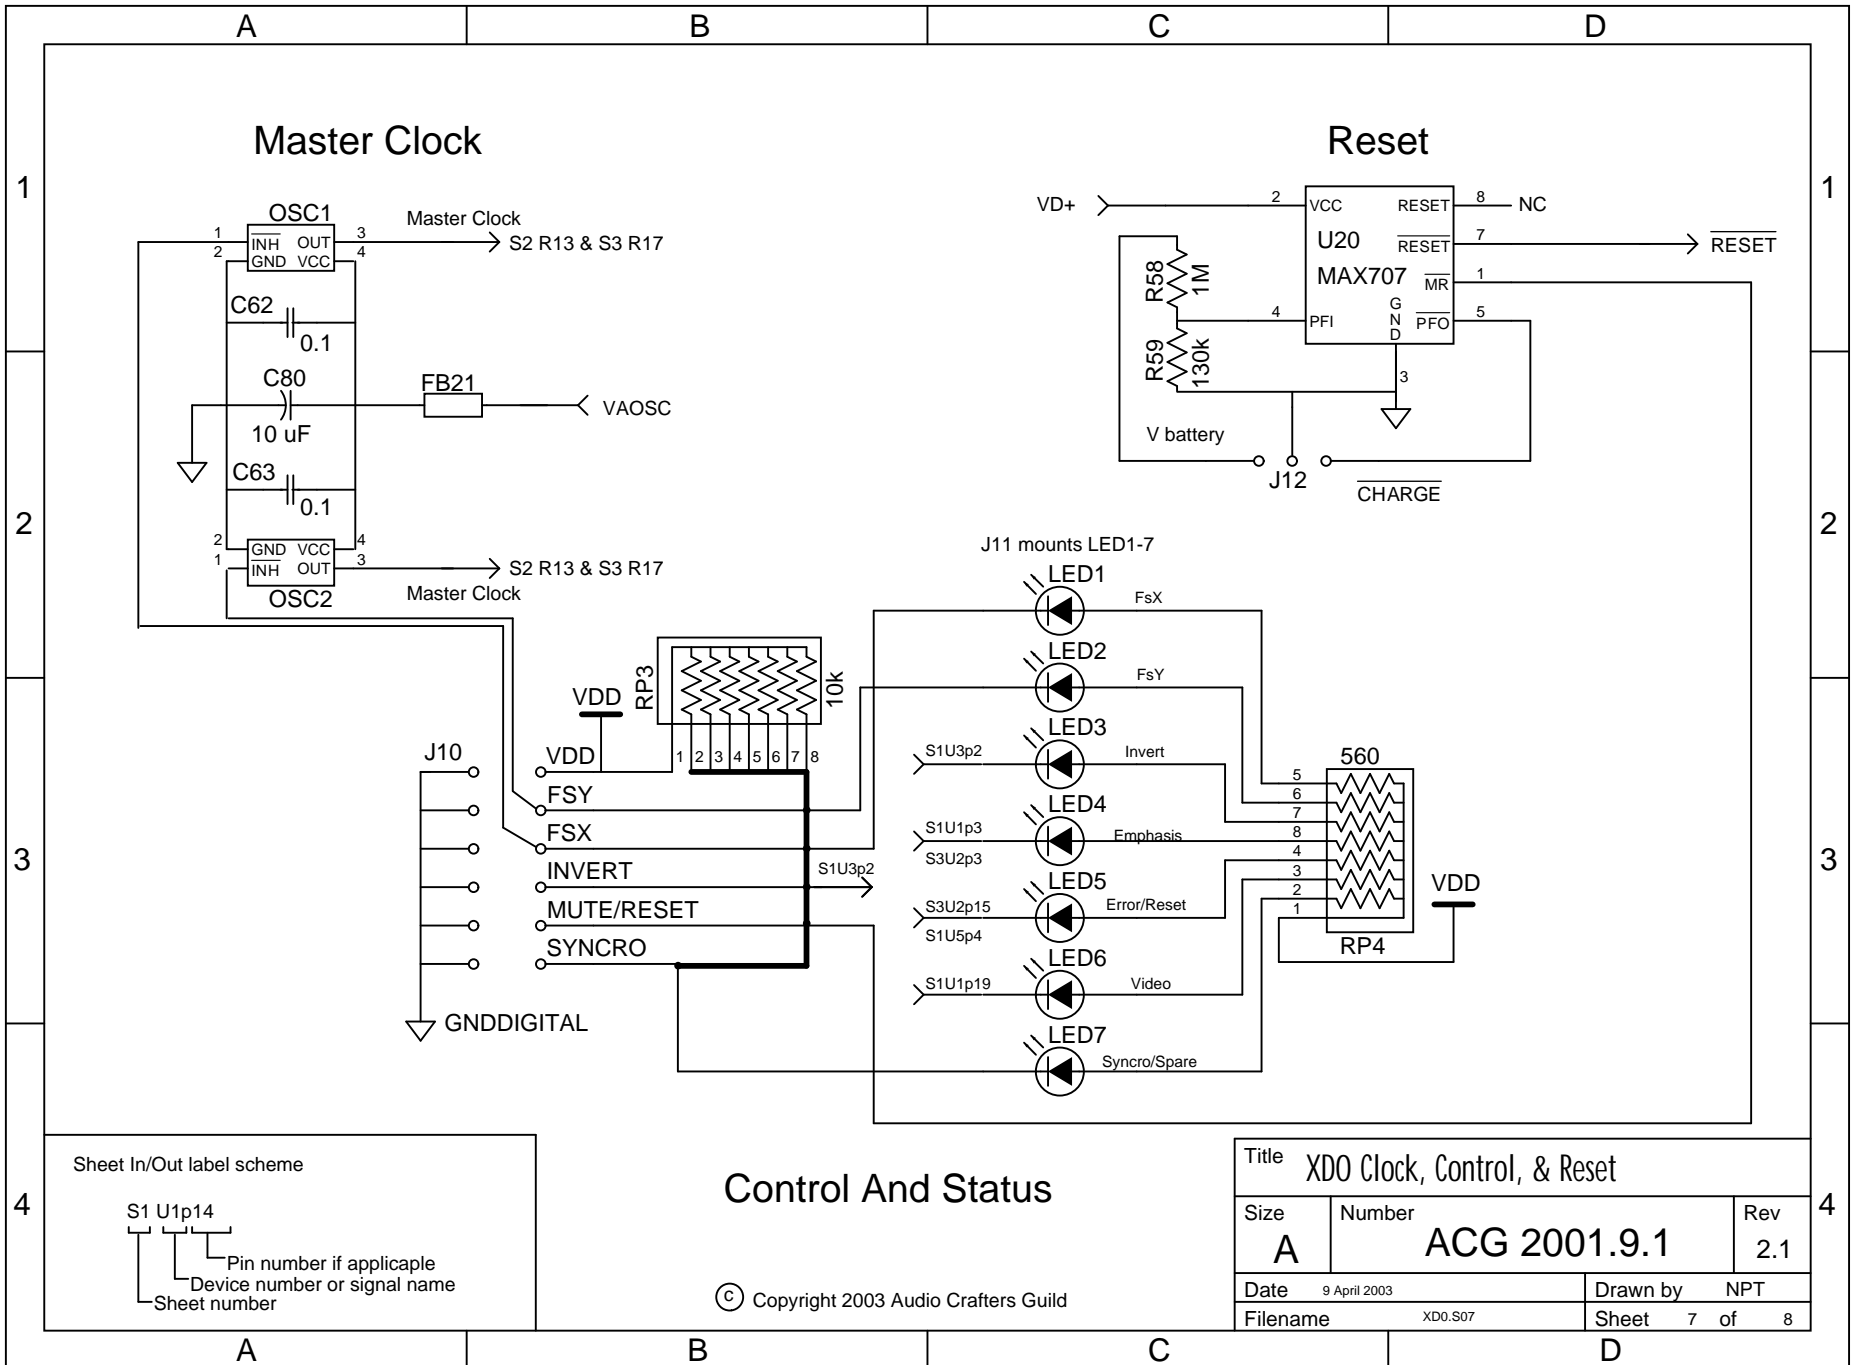 A B C D
1
1
2
2
3
3
4
4
Master Clock
OSC1
1 INH OUT 3
2 GND VCC 4
Master Clock
S2 R13 & S3 R17
C62
0.1
C80
10 uF
FB21
VAOSC
C63
0.1
2 GND VCC 4
1 INH OUT 3
OSC2
S2 R13 & S3 R17
Master Clock
Reset
VD+
2 VCC RESET 8 NC
U20
RESET 7 RESET
MAX707
MR 1
4 PFI
GND
PFO 5
3
R58
1M
R59
130k
V battery
J12
CHARGE
J11 mounts LED1-7
LED1
FsX
LED2
FsY
LED3
S1U3p2
Invert
LED4
S1U1p3
Emphasis
S3U2p3
LED5
S3U2p15
Error/Reset
S1U5p4
LED6
S1U1p19
Video
LED7
Syncro/Spare
560
5
6
7
8
4
3
2
1
RP4
VDD
RP3
10k
1 2 3 4 5 6 7 8
VDD
J10
VDD
FSY
FSX
INVERT
S1U3p2
MUTE/RESET
SYNCRO
GNDDIGITAL
Sheet In/Out label scheme
S1 U1p14
Pin number if applicaple
Device number or signal name
Sheet number
Control And Status
C Copyright 2003 Audio Crafters Guild
Title XDO Clock, Control, & Reset
Size A
Number ACG 2001.9.1
Rev 2.1
Date 9 April 2003
Drawn by NPT
Filename XD0.S07
Sheet 7 of 8
A B C D